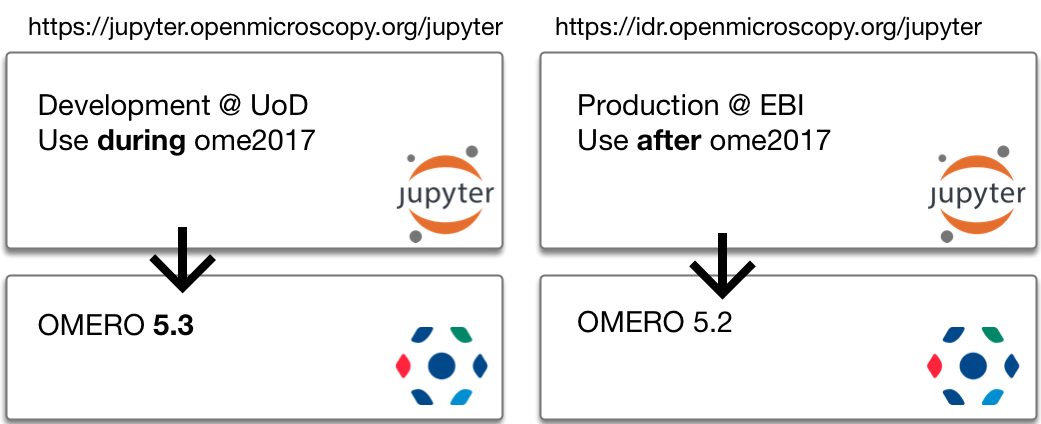 https://jupyter.openmicroscopy.org/jupyter
https://idr.openmicroscopy.org/jupyter
Development @ UoD
Use during ome2017
jupyter
Production @ EBI
Use after ome2017
jupyter
OMERO 5.3
OMERO 5.2